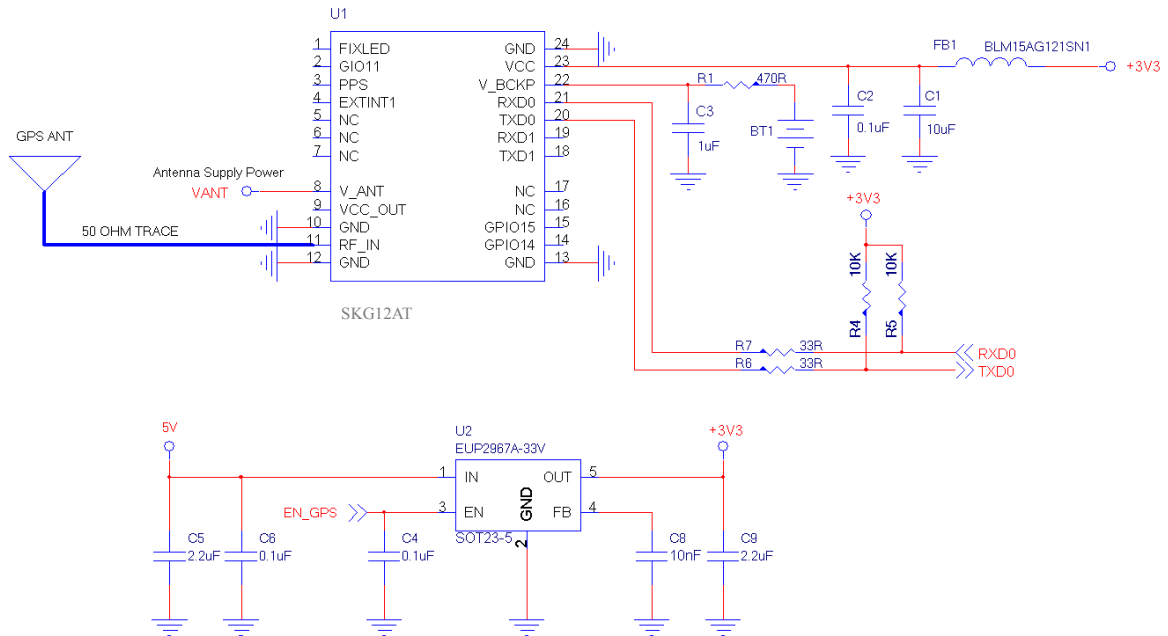 U1
1 FIXLED
2 GIO11
3 PPS
4 EXTINT1
5 NC
6 NC
7 NC
8 V_ANT
9 VCC_OUT
10 GND
11 RF_IN
12 GND
GND 24
VCC 23
V_BCKP 22
RXD0 21
TXD0 20
RXD1 19
TXD1 18
NC 17
NC 16
GPIO15 15
GPIO14 14
GND 13
SKG12AT
GPS ANT
Antenna Supply Power
VANT
50 OHM TRACE
FB1 BLM15AG121SN1
+3V3
R1 470R
C3
1uF
BT1
C2
0.1uF
C1
10uF
+3V3
10K
10K
R4
R5
R7 33R
R6 33R
RXD0
TXD0
5V
U2
EUP2967A-33V
+3V3
1 IN
OUT 5
EN_GPS
3 EN
FB 4
GND
2
SOT23-5
C5
2.2uF
C6
0.1uF
C4
0.1uF
C8
10nF
C9
2.2uF